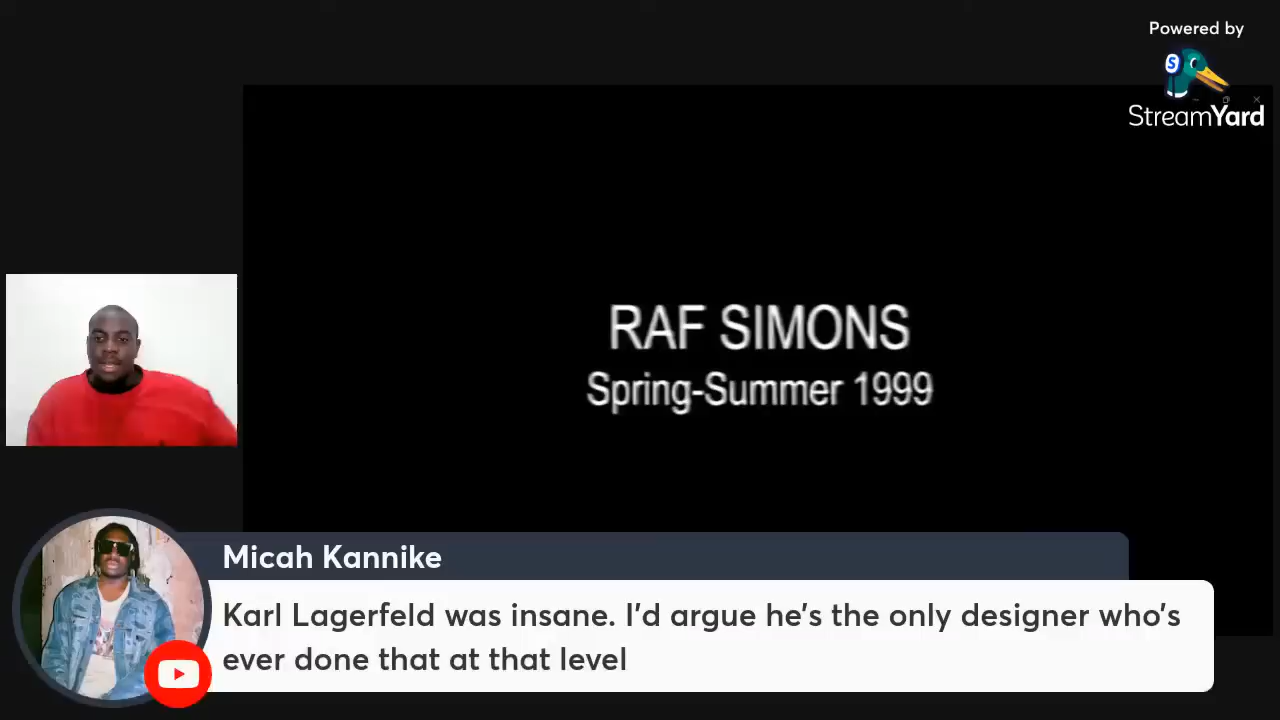 Powered by
S
StreamYard
RAF SIMONS
Spring-Summer 1999
Micah Kannike
Karl Lagerfeld was insane. I'd argue he's the only designer who's
ever done that at that level